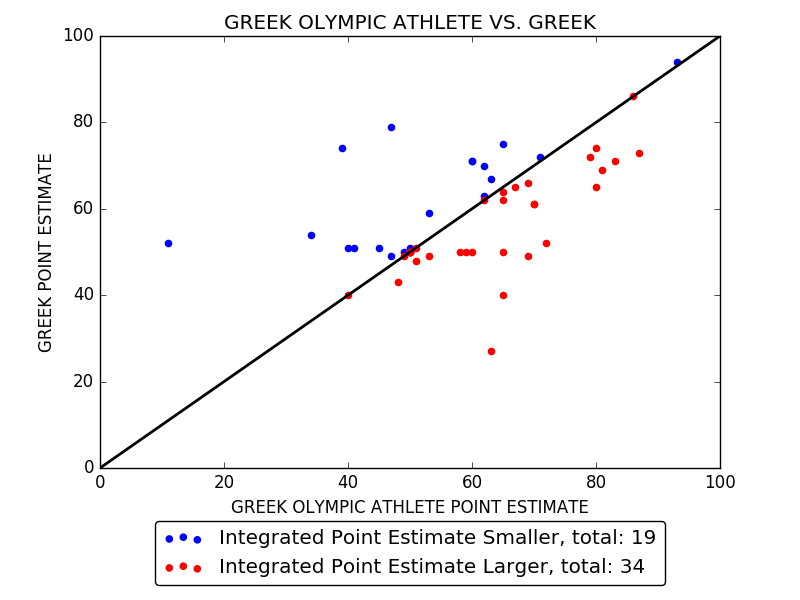 GREEK OLYMPIC ATHLETE VS. GREEK
100
80
60
40
20
0
GREEK POINT ESTIMATE
0 20 40 60 80 100
GREEK OLYMPIC ATHLETE POINT ESTIMATE
Integrated Point Estimate Smaller, total: 19
Integrated Point Estimate Larger, total: 34